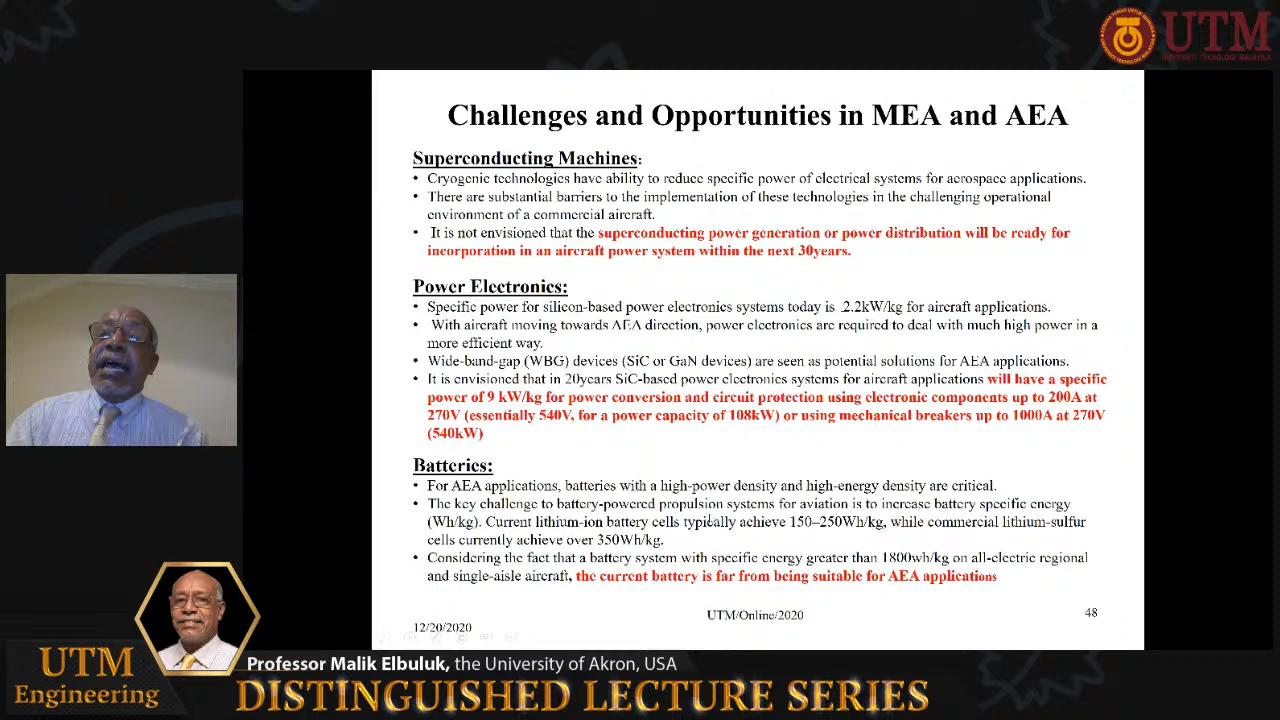 UTM
UNIVERSITI TEKNOLOGI MALAYSIA
Challenges and Opportunities in MEA and AEA
Superconducting Machines:
• Cryogenic technologies have ability to reduce specific power of electrical systems for aerospace applications.
• There are substantial barriers to the implementation of these technologies in the challenging operational
environment of a commercial aircraft.
• It is not envisioned that the superconducting power generation or power distribution will be ready for
incorporation in an aircraft power system within the next 30years.
Power Electronics:
• Specific power for silicon-based power electronics systems today is 2.2kW/kg for aircraft applications.
• With aircraft moving towards AEA direction, power electronics are required to deal with much high power in a
more efficient way.
• Wide-band-gap (WBG) devices (SiC or GaN devices) are seen as potential solutions for AEA applications.
• It is envisioned that in 20years SiC-based power electronics systems for aircraft applications will have a specific
power of 9 kW/kg for power conversion and circuit protection using electronic components up to 200A at
270V (essentially 540V, for a power capacity of 108kW) or using mechanical breakers up to 1000A at 270V
(540kW)
Batteries:
• For AEA applications, batteries with a high-power density and high-energy density are critical.
• The key challenge to battery-powered propulsion systems for aviation is to increase battery specific energy
(Wh/kg). Current lithium-ion battery cells typically achieve 150–250Wh/kg, while commercial lithium-sulfur
cells currently achieve over 350Wh/kg.
• Considering the fact that a battery system with specific energy greater than 1800wh/kg on all-electric regional
and single-aisle aircraft, the current battery is far from being suitable for AEA applications
12/20/2020
UTM/Online/2020
48
UTM
Engineering
Professor Malik Elbuluk, the University of Akron, USA
DISTINGUISHED LECTURE SERIES